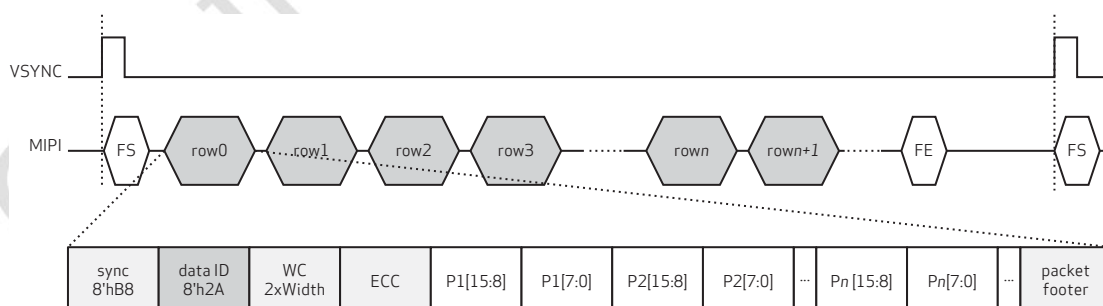 VSYNC
MIPI
FS
row0
row1
row2
row3
rown
rown+1
FE
FS
sync
8'hB8
data ID
8'h2A
WC
2xWidth
ECC
P1[15:8]
P1[7:0]
P2[15:8]
P2[7:0]
...
Pn [15:8]
Pn[7:0]
...
packet
footer